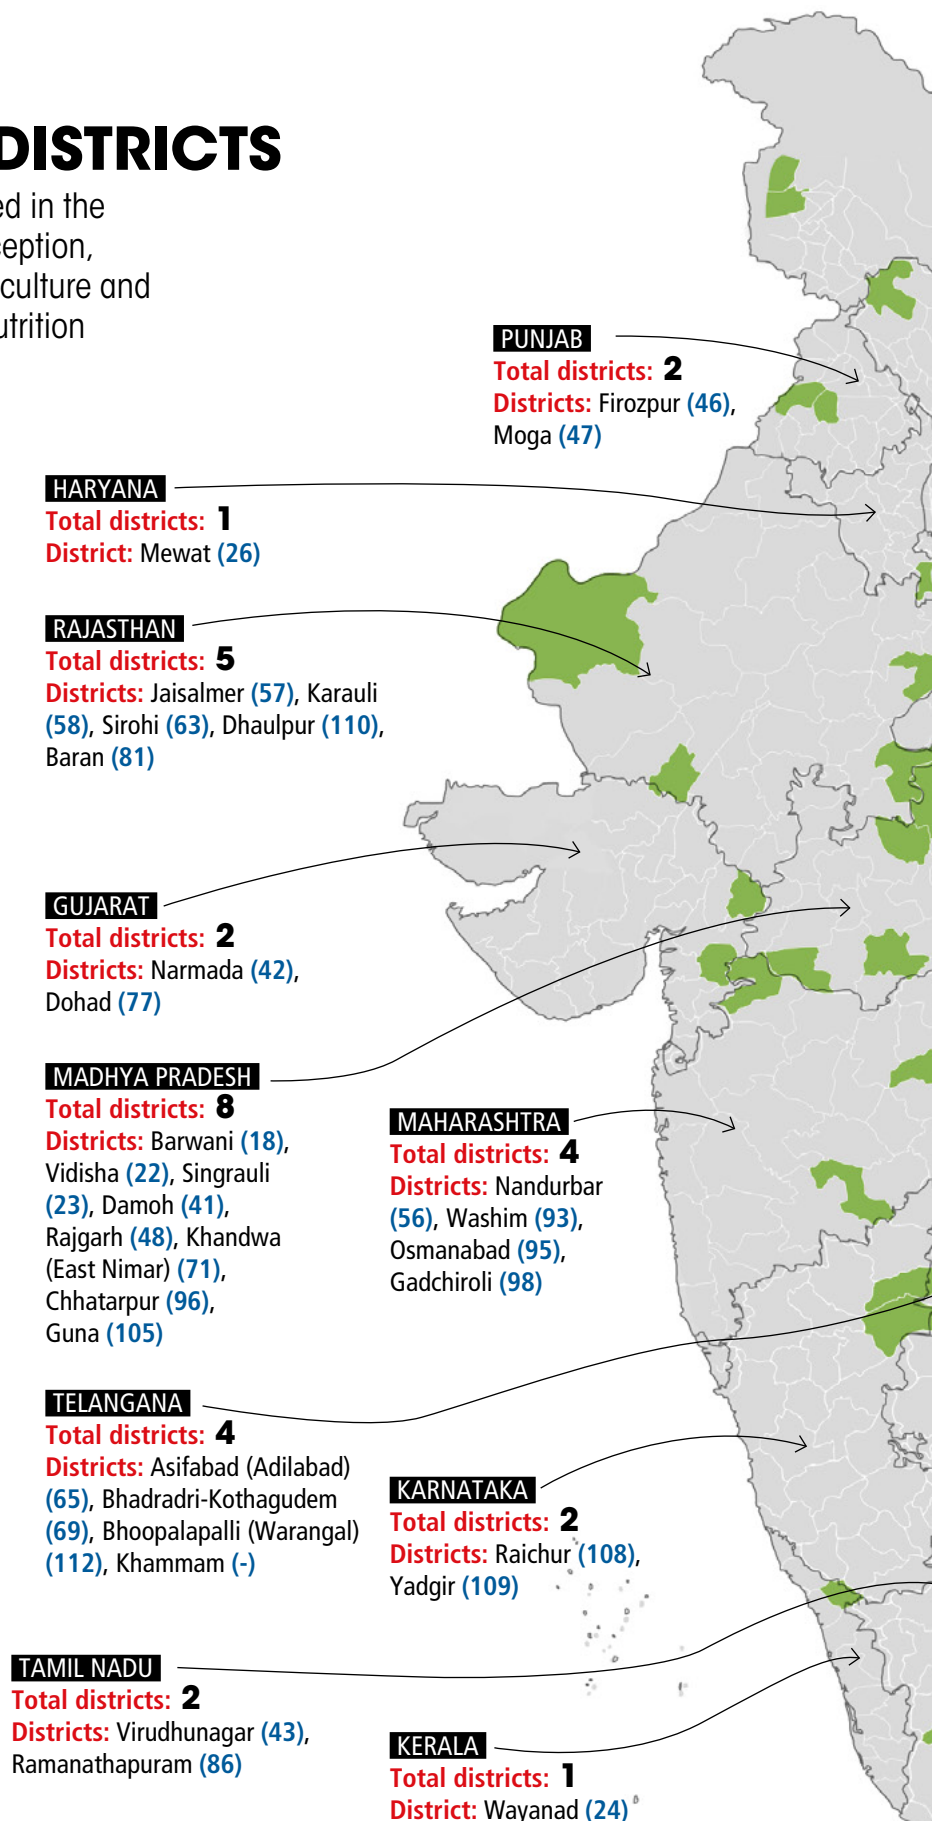 DISTRICTS
ed in the
ception,
culture and
utrition
PUNJAB
Total districts: 2
Districts: Firozpur (46),
Moga (47)
HARYANA
Total districts: 1
District: Mewat (26)
RAJASTHAN
Total districts: 5
Districts: Jaisalmer (57), Karauli
(58), Sirohi (63), Dhaulpur (110),
Baran (81)
GUJARAT
Total districts: 2
Districts: Narmada (42),
Dohad (77)
MADHYA PRADESH
Total districts: 8
Districts: Barwani (18),
Vidisha (22), Singrauli
(23), Damoh (41),
Rajgarh (48), Khandwa
(East Nimar) (71),
Chhatarpur (96),
Guna (105)
MAHARASHTRA
Total districts: 4
Districts: Nandurbar
(56), Washim (93),
Osmanabad (95),
Gadchiroli (98)
TELANGANA
Total districts: 4
Districts: Asifabad (Adilabad)
(65), Bhadradri-Kothagudem
(69), Bhoopalapalli (Warangal)
(112), Khammam (-)
KARNATAKA
Total districts: 2
Districts: Raichur (108),
Yadgir (109)
TAMIL NADU
Total districts: 2
Districts: Virudhunagar (43),
Ramanathapuram (86)
KERALA
Total districts: 1
District: Wayanad (24)